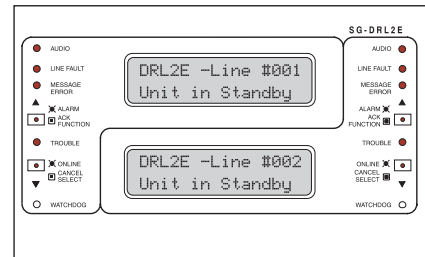 SG-DRL2E
AUDIO
LINE FAULT
MESSAGE
ERROR
ALARM
ACK
FUNCTION
TROUBLE
ONLINE
CANCEL
SELECT
WATCHDOG
DRL2E -Line #001
Unit in Standby
DRL2E -Line #002
Unit in Standby
AUDIO
LINE FAULT
MESSAGE
ERROR
ALARM
ACK
FUNCTION
TROUBLE
ONLINE
CANCEL
SELECT
WATCHDOG